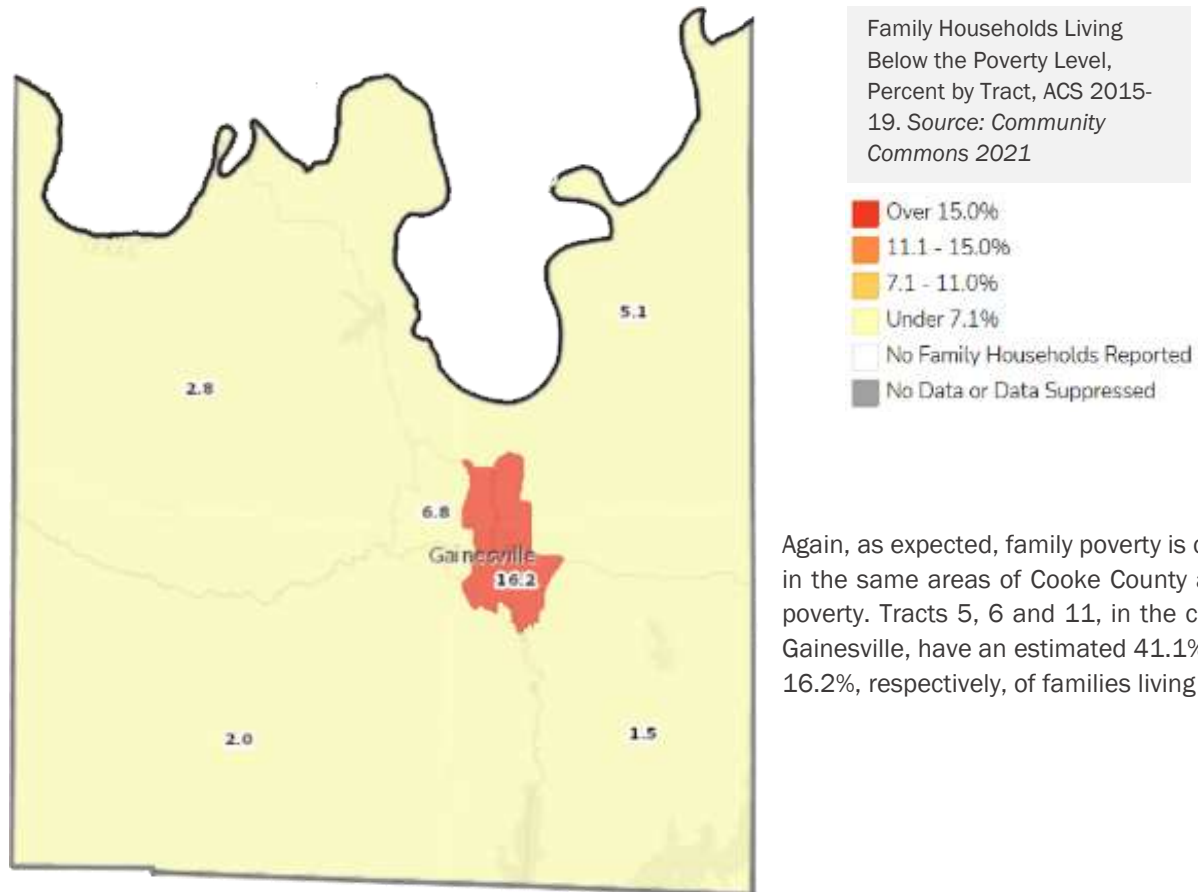 Family Households Living
Below the Poverty Level,
Percent by Tract, ACS 2015-
19. Source: Community
Commons 2021
Over 15.0%
11.1 - 15.0%
7.1 - 11.0%
Under 7.1%
No Family Households Reported
No Data or Data Suppressed
5.1
2.8
6.8
Gainesville
16.2
2.0
1.5
Again, as expected, family poverty is
in the same areas of Cooke County
poverty. Tracts 5, 6 and 11, in the
Gainesville, have an estimated 41.1%
16.2%, respectively, of families living